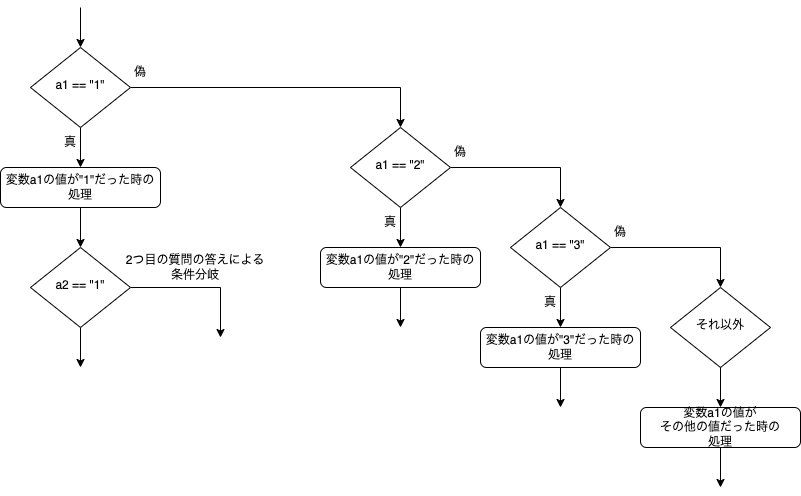 a1 == "1"
偽
真
変数a1の値が"1"だった時の
処理
a2 == "1"
2つ目の質問の答えによる
条件分岐
a1 == "2"
偽
真
変数a1の値が"2"だった時の
処理
a1 == "3"
偽
真
変数a1の値が"3"だった時の
処理
それ以外
変数a1の値が
その他の値だった時の
処理